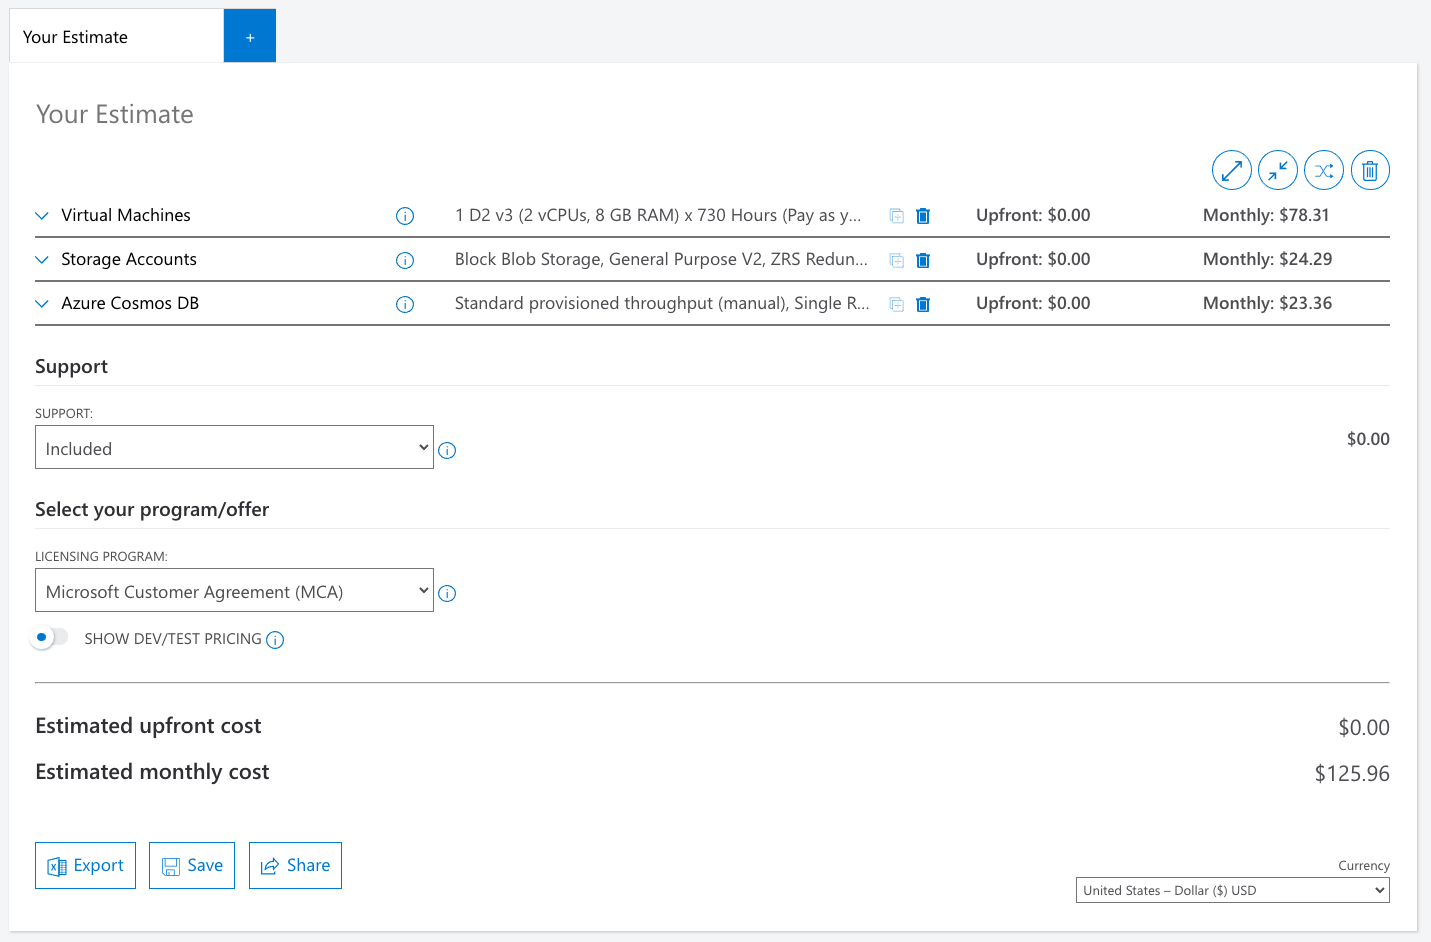 Your Estimate
+
Your Estimate
Virtual Machines 1 D2 v3 (2 vCPUs, 8 GB RAM) x 730 Hours (Pay as y... Upfront: $0.00 Monthly: $78.31
Storage Accounts Block Blob Storage, General Purpose V2, ZRS Redun... Upfront: $0.00 Monthly: $24.29
Azure Cosmos DB Standard provisioned throughput (manual), Single R... Upfront: $0.00 Monthly: $23.36
Support
SUPPORT:
Included $0.00
Select your program/offer
LICENSING PROGRAM:
Microsoft Customer Agreement (MCA)
SHOW DEV/TEST PRICING
Estimated upfront cost $0.00
Estimated monthly cost $125.96
Export Save Share
Currency
United States – Dollar ($) USD